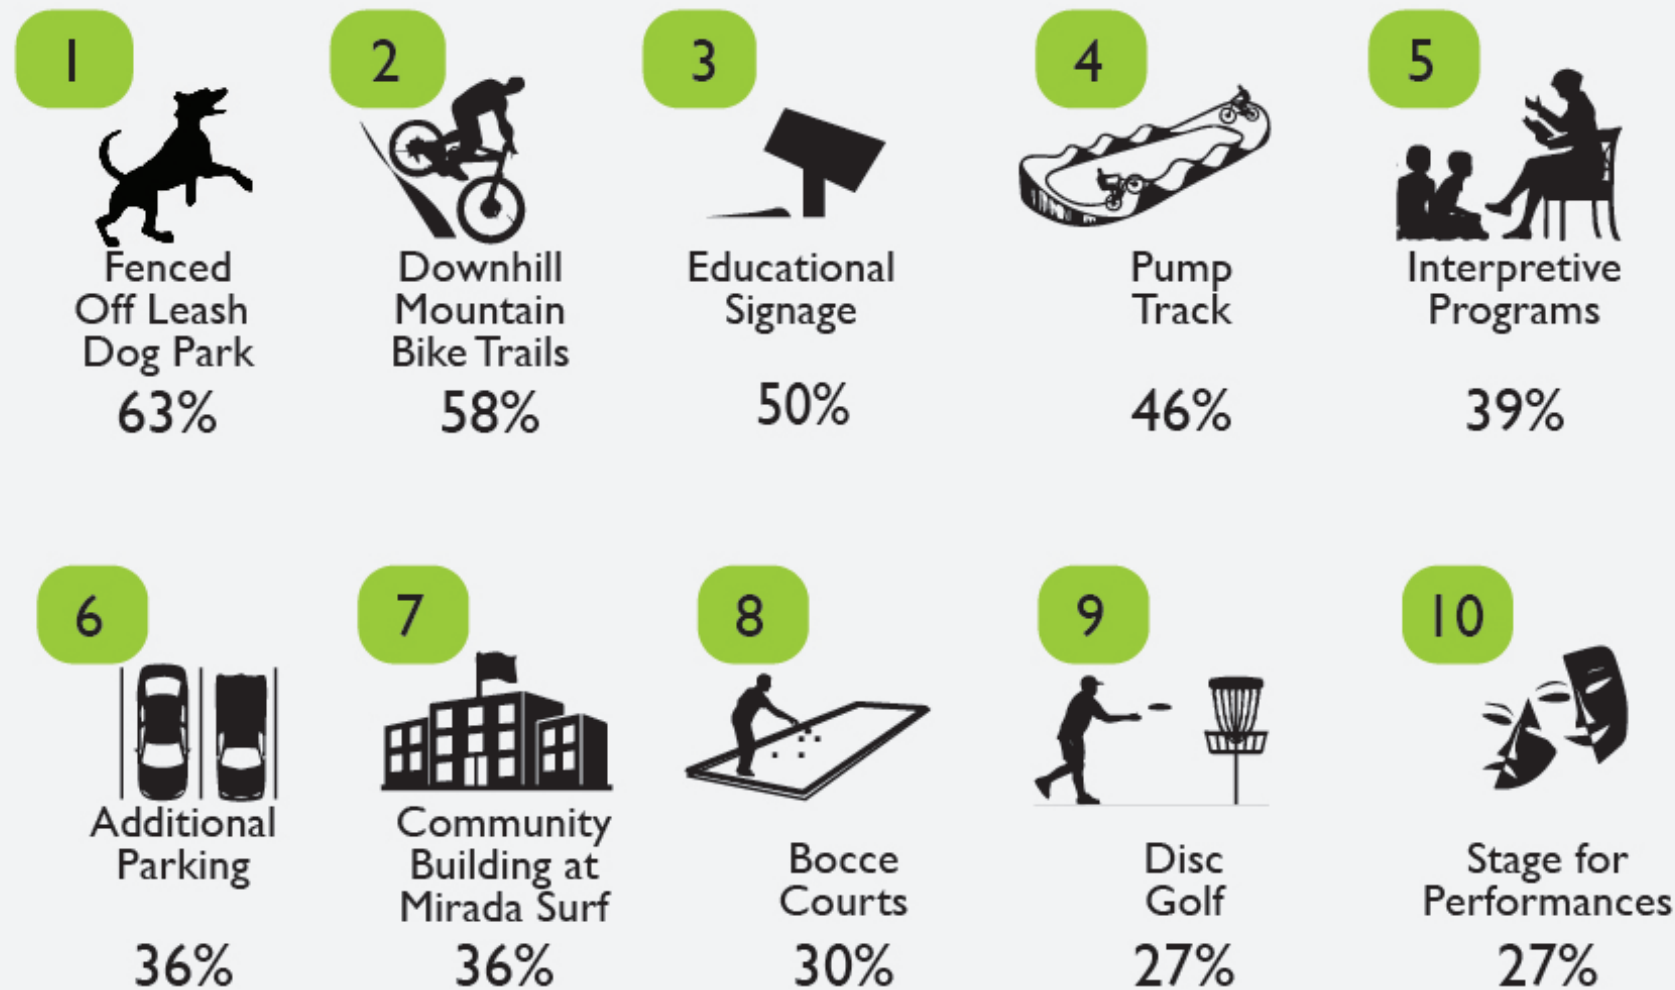 1
Fenced
Off Leash
Dog Park
63%
2
Downhill
Mountain
Bike Trails
58%
3
Educational
Signage
50%
4
Pump
Track
46%
5
Interpretive
Programs
39%
6
Additional
Parking
36%
7
Community
Building at
Mirada Surf
36%
8
Bocce
Courts
30%
9
Disc
Golf
27%
10
Stage for
Performances
27%